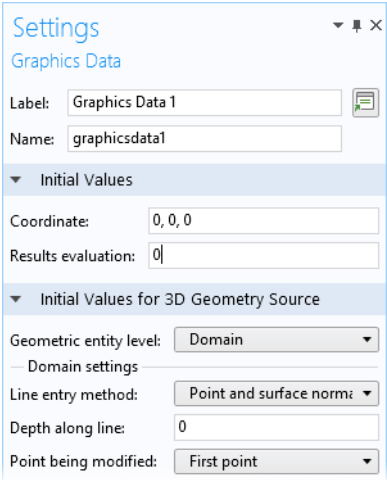 Settings
Graphics Data
Label: Graphics Data 1
Name: graphicsdata1
Initial Values
Coordinate: 0, 0, 0
Results evaluation: 0
Initial Values for 3D Geometry Source
Geometric entity level: Domain
Domain settings
Line entry method: Point and surface norma
Depth along line: 0
Point being modified: First point